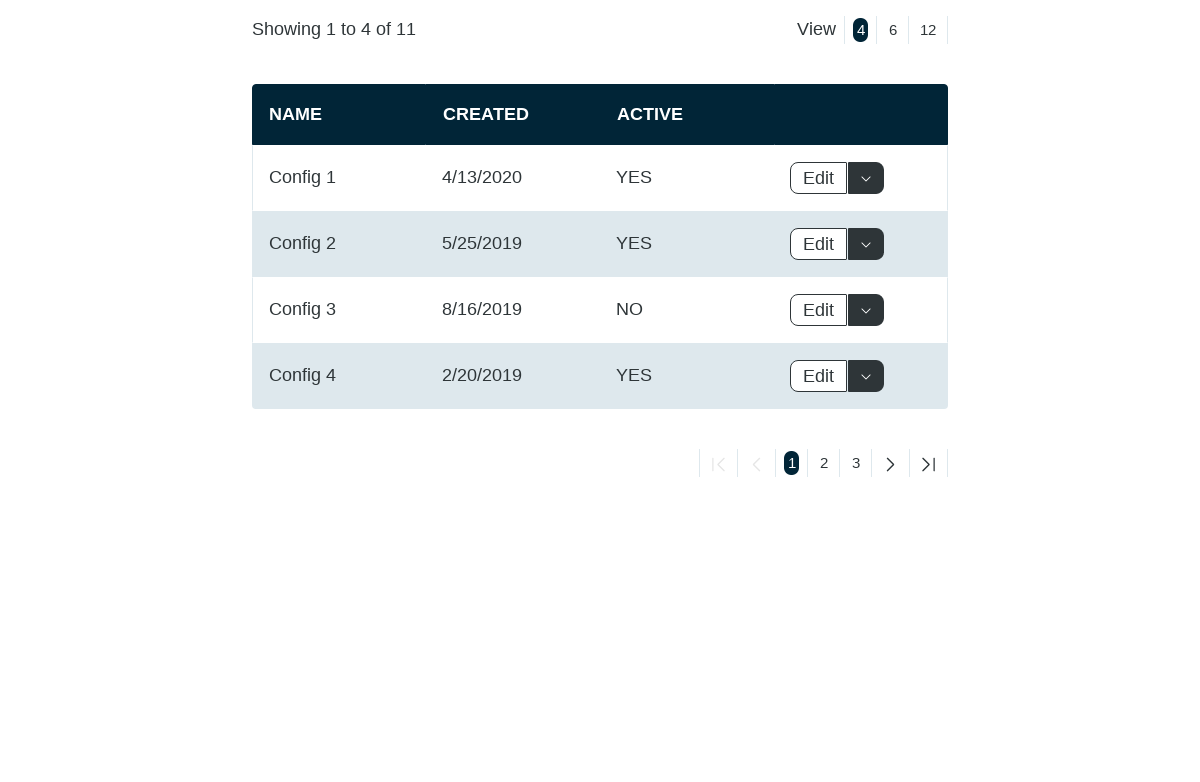 Showing 1 to 4 of 11 View 4 6 12
NAME CREATED ACTIVE
Config 1 4/13/2020 YES Edit
Config 2 5/25/2019 YES Edit
Config 3 8/16/2019 NO Edit
Config 4 2/20/2019 YES Edit
1 2 3